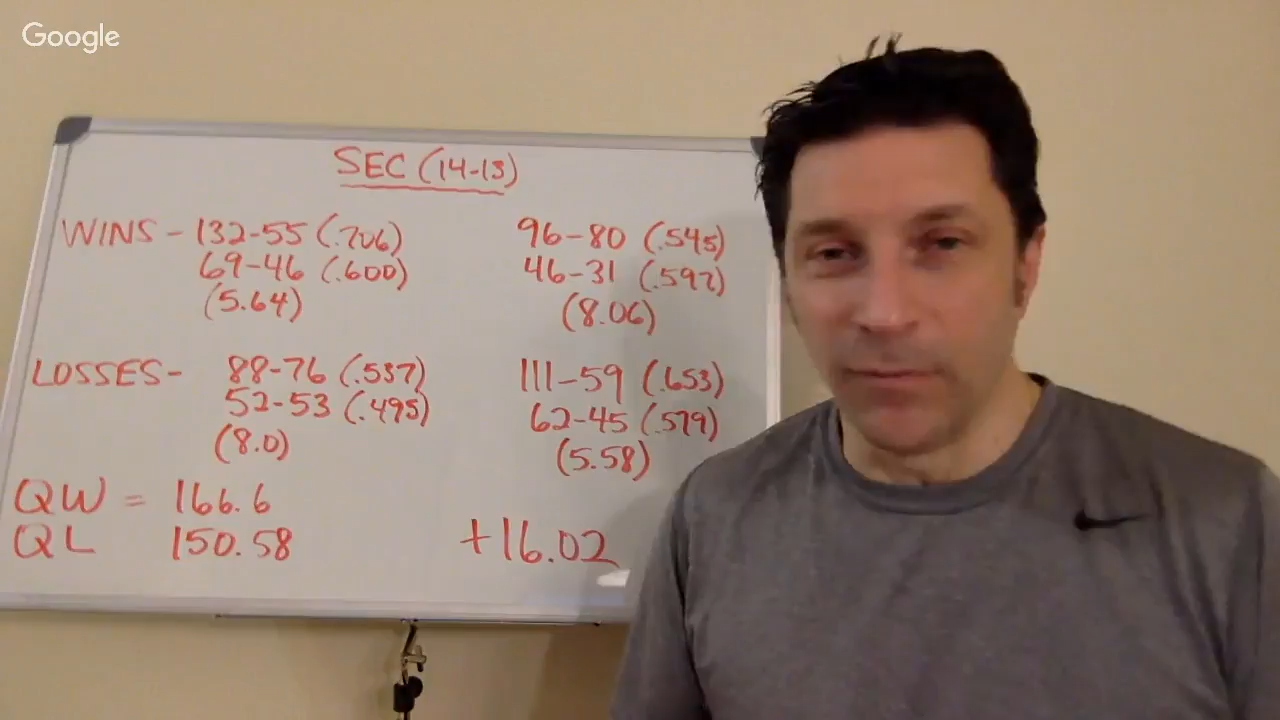 Google
SEC (14-13)
WINS - 132-55 (.706)
69-46 (.600)
(5.64)
96-80 (.545)
46-31 (.597)
(8.06)
LOSSES - 88-76 (.537)
52-53 (.495)
(8.0)
111-59 (.653)
62-45 (.579)
(5.58)
QW = 166.6
QL 150.58
+16.02